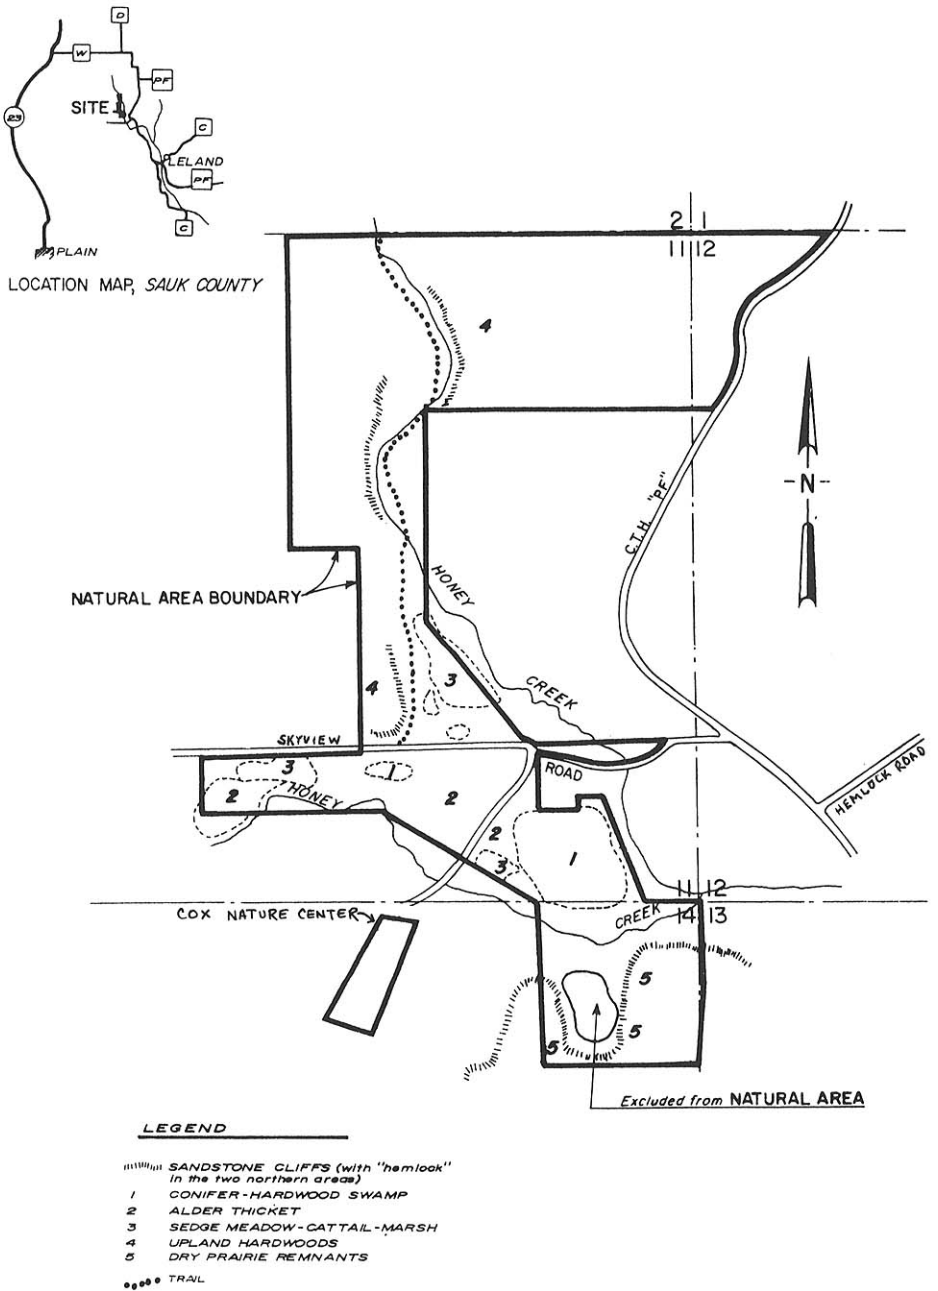 D
W
PF
23
SITE
C
LELAND
PF
C
PLAIN
LOCATION MAP, SAUK COUNTY
2 1
11 12
4
N
C.T.H. "PF"
HONEY
NATURAL AREA BOUNDARY
3
CREEK
4
SKYVIEW
3
1
ROAD
HEMLOCK ROAD
2
HONEY
2
2
3
1
11 12
14 13
COX NATURE CENTER
CREEK
5
5
5
Excluded from NATURAL AREA
LEGEND
SANDSTONE CLIFFS (with "hemlock"
in the two northern areas)
1 CONIFER-HARDWOOD SWAMP
2 ALDER THICKET
3 SEDGE MEADOW-CATTAIL-MARSH
4 UPLAND HARDWOODS
5 DRY PRAIRIE REMNANTS
TRAIL